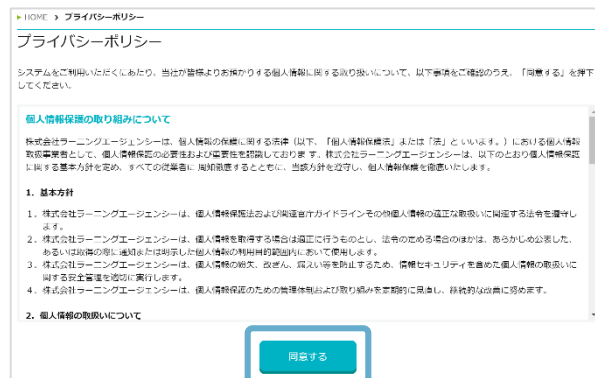 HOME > プライバシーポリシー
プライバシーポリシー
システムをご利用いただくにあたり、当社が皆様よりお預かりする個人情報に関する取り扱いについて、以下事項をご確認のうえ、「同意する」を押下
してください。
個人情報保護の取り組みについて
株式会社ラーニングエージェンシーは、個人情報の保護に関する法律（以下、「個人情報保護法」または「法」といいます。）における個人情報
取扱事業者として、個人情報保護の必要性および重要性を認識しております。株式会社ラーニングエージェンシーは、以下のとおり個人情報保護
に関する基本方針を定め、すべての従業者に周知徹底するとともに、当該方針を遵守し、個人情報保護を徹底いたします。
1. 基本方針
1. 株式会社ラーニングエージェンシーは、個人情報保護法および関連官庁ガイドラインその他個人情報の適正な取扱いに関連する法令を遵守し
ます。
2. 株式会社ラーニングエージェンシーは、個人情報を取得する場合は適正に行うものとし、法令の定める場合のほかは、あらかじめ公表した、
あるいは取得の際に通知または明示した個人情報の利用目的範囲内において使用します。
3. 株式会社ラーニングエージェンシーは、個人情報の紛失、改ざん、漏えい等を防止するため、情報セキュリティを含めた個人情報の取扱いに
関する安全管理を適切に実行します。
4. 株式会社ラーニングエージェンシーは、個人情報保護のための管理体制および取り組みを定期的に見直し、継続的な改善に努めます。
2. 個人情報の取扱いについて
同意する